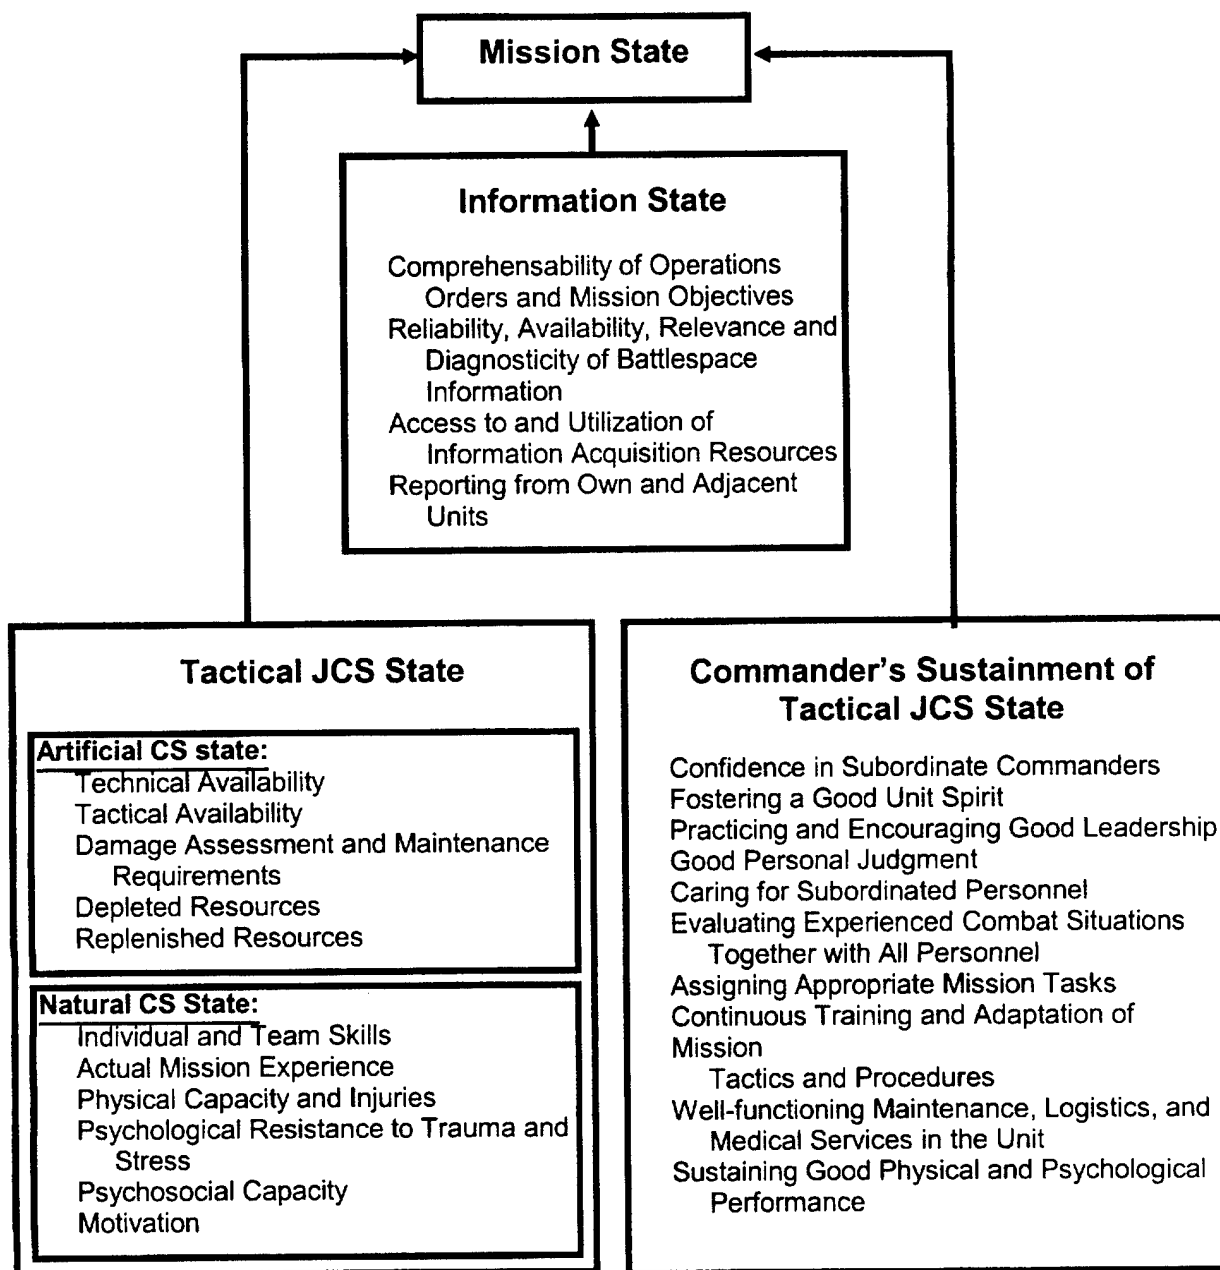 Mission State
Information State
Comprehensability of Operations
Orders and Mission Objectives
Reliability, Availability, Relevance and
Diagnosticity of Battlespace
Information
Access to and Utilization of
Information Acquisition Resources
Reporting from Own and Adjacent
Units
Tactical JCS State
Artificial CS state:
Technical Availability
Tactical Availability
Damage Assessment and Maintenance
Requirements
Depleted Resources
Replenished Resources
Natural CS State:
Individual and Team Skills
Actual Mission Experience
Physical Capacity and Injuries
Psychological Resistance to Trauma and
Stress
Psychosocial Capacity
Motivation
Commander's Sustainment of
Tactical JCS State
Confidence in Subordinate Commanders
Fostering a Good Unit Spirit
Practicing and Encouraging Good Leadership
Good Personal Judgment
Caring for Subordinated Personnel
Evaluating Experienced Combat Situations
Together with All Personnel
Assigning Appropriate Mission Tasks
Continuous Training and Adaptation of
Mission
Tactics and Procedures
Well-functioning Maintenance, Logistics, and
Medical Services in the Unit
Sustaining Good Physical and Psychological
Performance